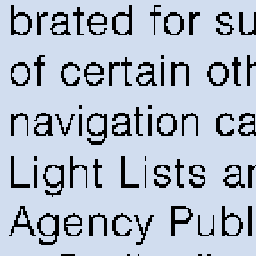 brated for su
of certain oth
navigation ca
Light Lists ar
Agency Publ